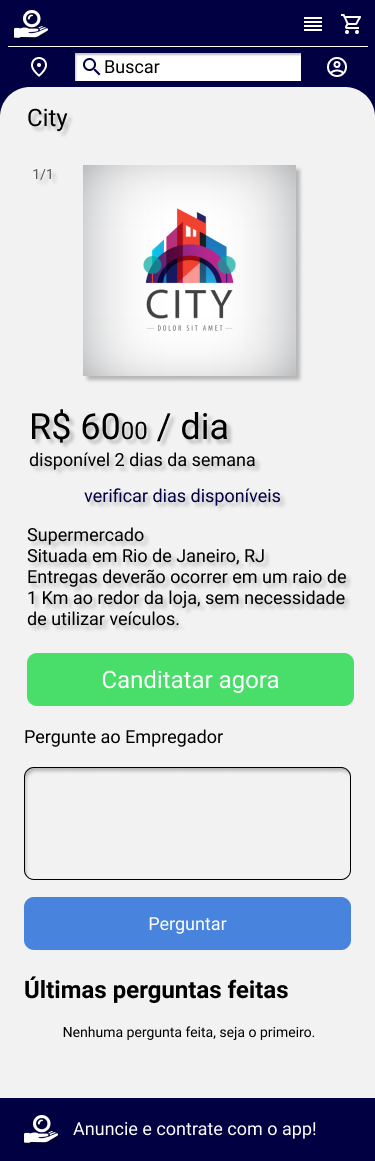 Buscar
City
1/1
CITY
DOLOR SIT AMET
R$ 6000 / dia
disponível 2 dias da semana
verificar dias disponíveis
Supermercado
Situada em Rio de Janeiro, RJ
Entregas deverão ocorrer em um raio de
1 Km ao redor da loja, sem necessidade
de utilizar veículos.
Canditatar agora
Pergunte ao Empregador
Perguntar
Últimas perguntas feitas
Nenhuma pergunta feita, seja o primeiro.
Anuncie e contrate com o app!